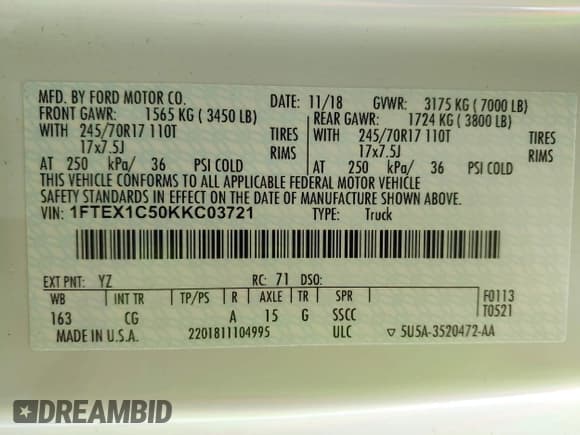 MFD. BY FORD MOTOR CO. DATE: 11/18 GVWR: 3175 KG ( 7000 LB)
FRONT GAWR: 1565 KG ( 3450 LB) REAR GAWR: 1724 KG ( 3800 LB)
WITH 245/70R17 110T TIRES WITH 245/70R17 110T TIRES
17x7.5J RIMS 17x7.5J RIMS
AT 250 kPa/ 36 PSI COLD AT 250 kPa/ 36 PSI COLD
THIS VEHICLE CONFORMS TO ALL APPLICABLE FEDERAL MOTOR VEHICLE
SAFETY STANDARDS IN EFFECT ON THE DATE OF MANUFACTURE SHOWN ABOVE.
VIN: 1FTEX1C50KKC03721 TYPE: Truck
EXT PNT: YZ RC: 71 DSO:
WB INT TR TP/PS R AXLE TR SPR F0113
163 CG A 15 G SSCC T0521
MADE IN U.S.A. 2201811104995 ULC ▽ 5U5A-3520472-AA
DREAMBID